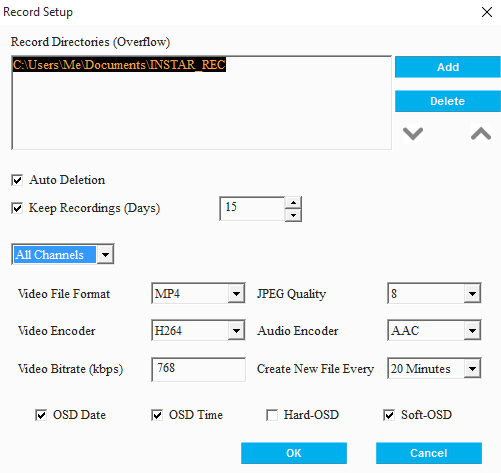 Record Setup
Record Directories (Overflow)
C:\Users\Me\Documents\INSTAR_REC
Add
Delete
Auto Deletion
Keep Recordings (Days) 15
All Channels
Video File Format MP4 JPEG Quality 8
Video Encoder H264 Audio Encoder AAC
Video Bitrate (kbps) 768 Create New File Every 20 Minutes
OSD Date OSD Time Hard-OSD Soft-OSD
OK Cancel